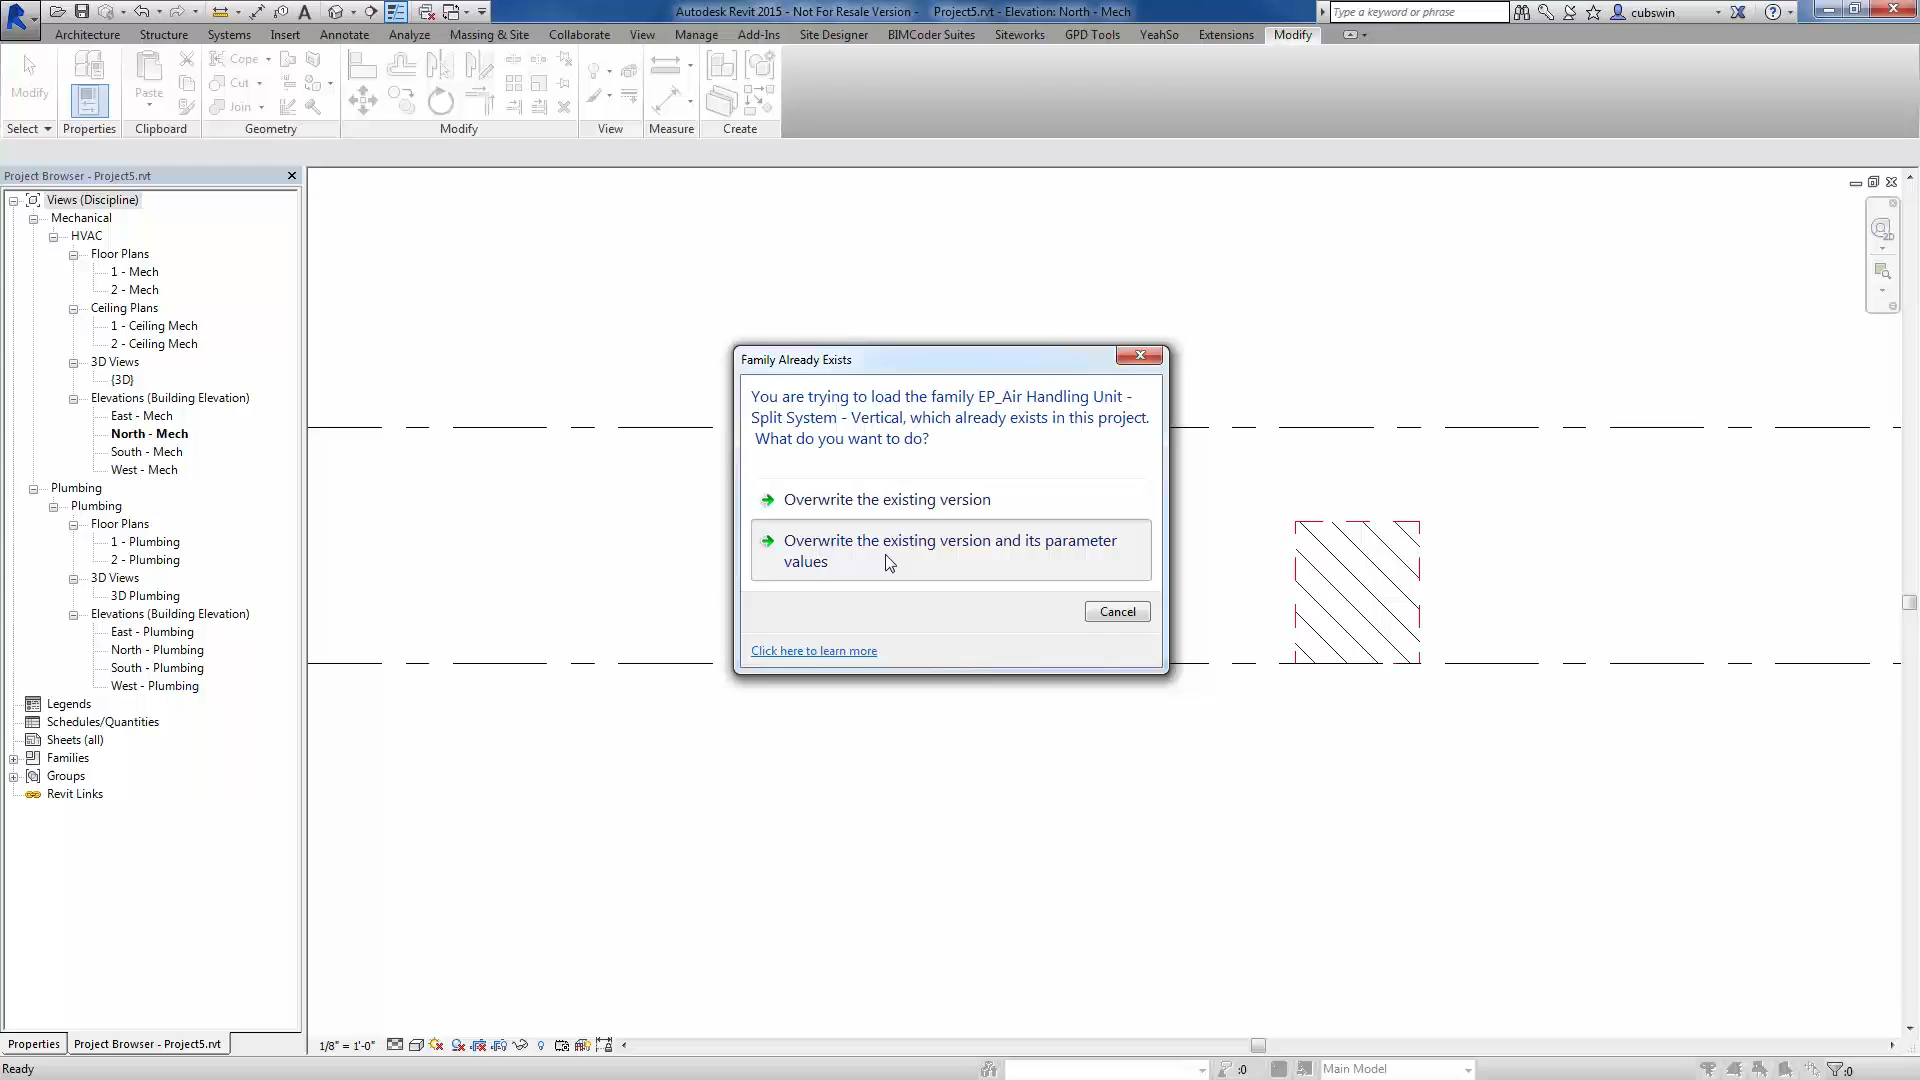 Autodesk Revit 2015 - Not For Resale Version - Project5.rvt - Elevation: North - Mech
Type a keyword or phrase
cubswin
Architecture Structure Systems Insert Annotate Analyze Massing & Site Collaborate View Manage Add-Ins Site Designer BIMCoder Suites Siteworks GPD Tools YeahSo Extensions Modify
Modify
Paste
Cope
Cut
Join
Select Properties Clipboard Geometry Modify View Measure Create
Project Browser - Project5.rvt
Views (Discipline)
Mechanical
HVAC
Floor Plans
1 - Mech
2 - Mech
Ceiling Plans
1 - Ceiling Mech
2 - Ceiling Mech
3D Views
{3D}
Elevations (Building Elevation)
East - Mech
North - Mech
South - Mech
West - Mech
Plumbing
Plumbing
Floor Plans
1 - Plumbing
2 - Plumbing
3D Views
3D Plumbing
Elevations (Building Elevation)
East - Plumbing
North - Plumbing
South - Plumbing
West - Plumbing
Legends
Schedules/Quantities
Sheets (all)
Families
Groups
Revit Links
Family Already Exists
You are trying to load the family EP_Air Handling Unit -
Split System - Vertical, which already exists in this project.
What do you want to do?
Overwrite the existing version
Overwrite the existing version and its parameter
values
Cancel
Click here to learn more
2D
Properties
Project Browser - Project5.rvt
1/8" = 1'-0"
Ready
:0
Main Model
:0